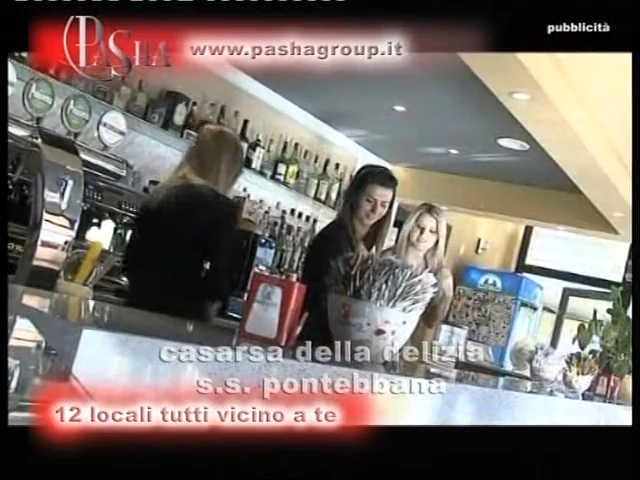 PASHA
www.pashagroup.it
pubblicità
casarsa della delizia
s.s. pontebbana
12 locali tutti vicino a te